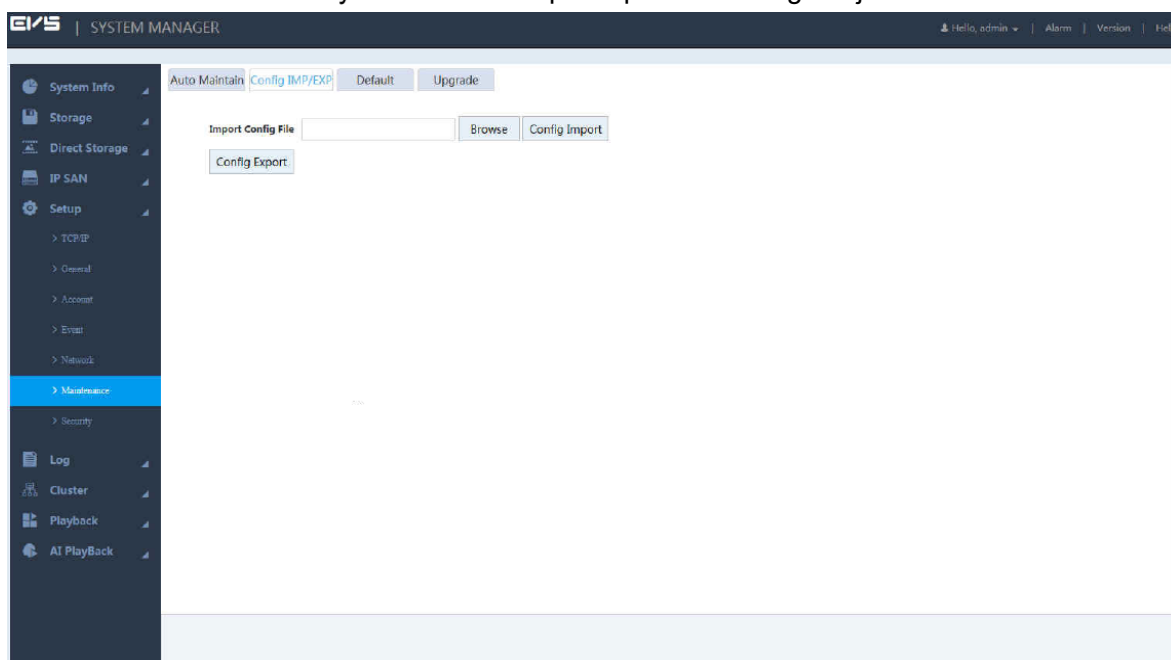 EVS | SYSTEM MANAGER
Hello, admin | Alarm | Version | Hel
System Info
Storage
Direct Storage
IP SAN
Setup
> TCP/IP
> General
> Account
> Event
> Network
> Maintenance
> Security
Log
Cluster
Playback
AI PlayBack
Auto Maintain Config IMP/EXP Default Upgrade
Import Config File Browse Config Import
Config Export